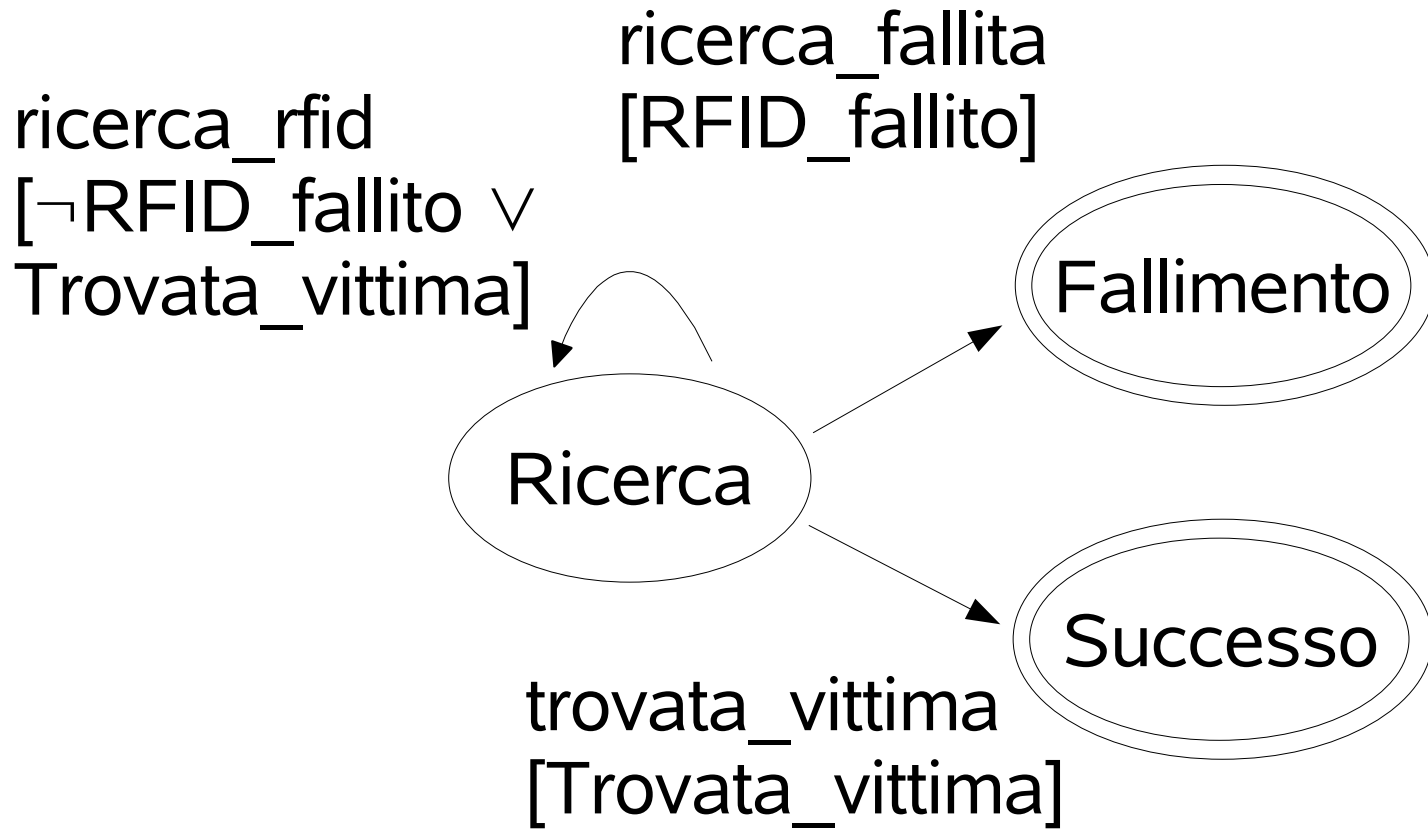 ricerca_fallita
[RFID_fallito]
ricerca_rfid
[¬RFID_fallito ∨
Trovata_vittima]
Fallimento
Ricerca
Successo
trovata_vittima
[Trovata_vittima]